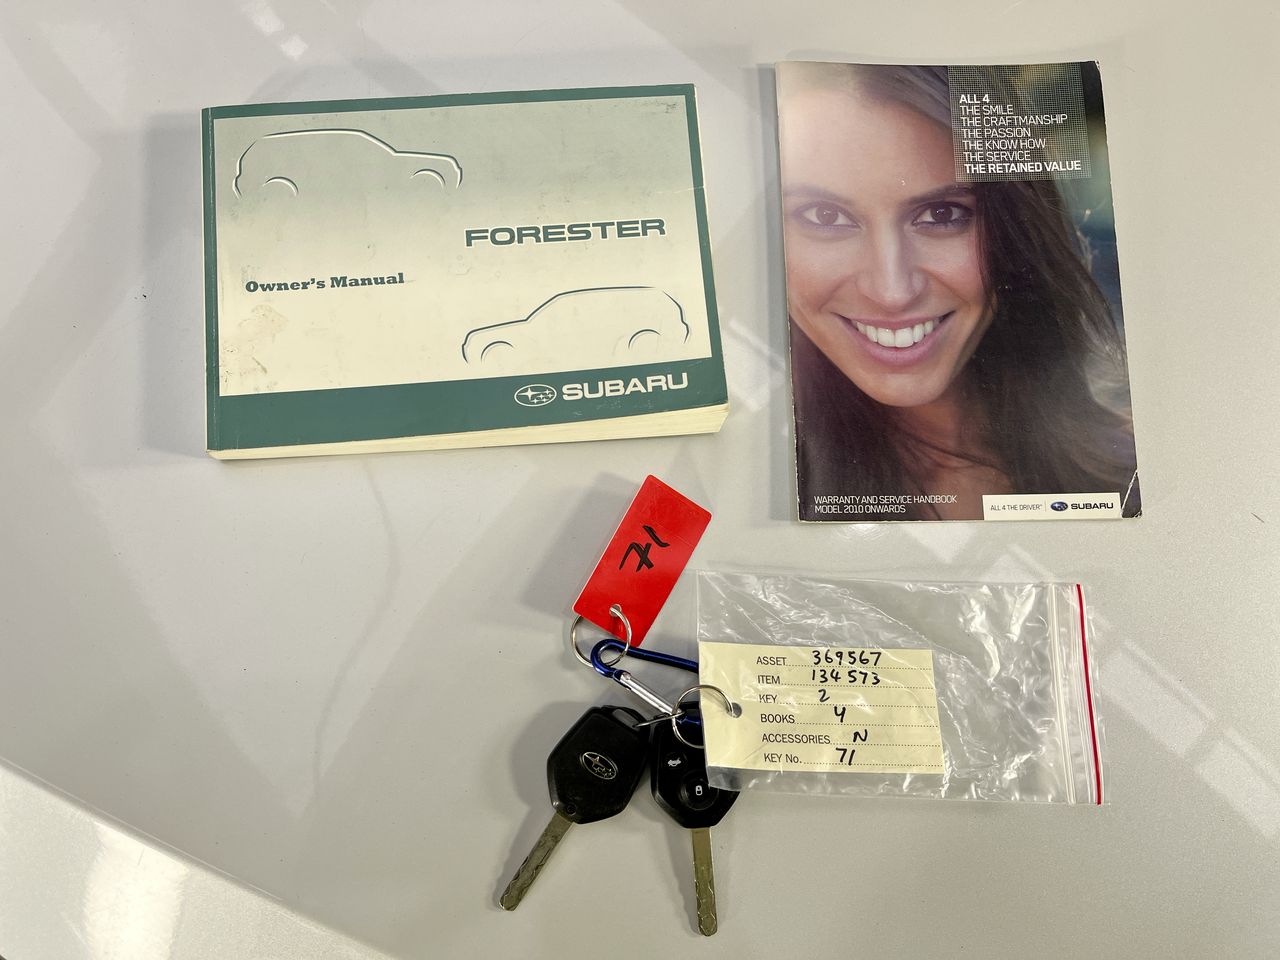 FORESTER
Owner's Manual
SUBARU
ALL 4
THE SMILE
THE CRAFTMANSHIP
THE PASSION
THE KNOW HOW
THE SERVICE
THE RETAINED VALUE
WARRANTY AND SERVICE HANDBOOK
MODEL 2010 ONWARDS
ALL 4 THE DRIVER™ SUBARU
71
ASSET 369567
ITEM 134573
KEY 2
BOOKS Y
ACCESSORIES N
KEY No. 71